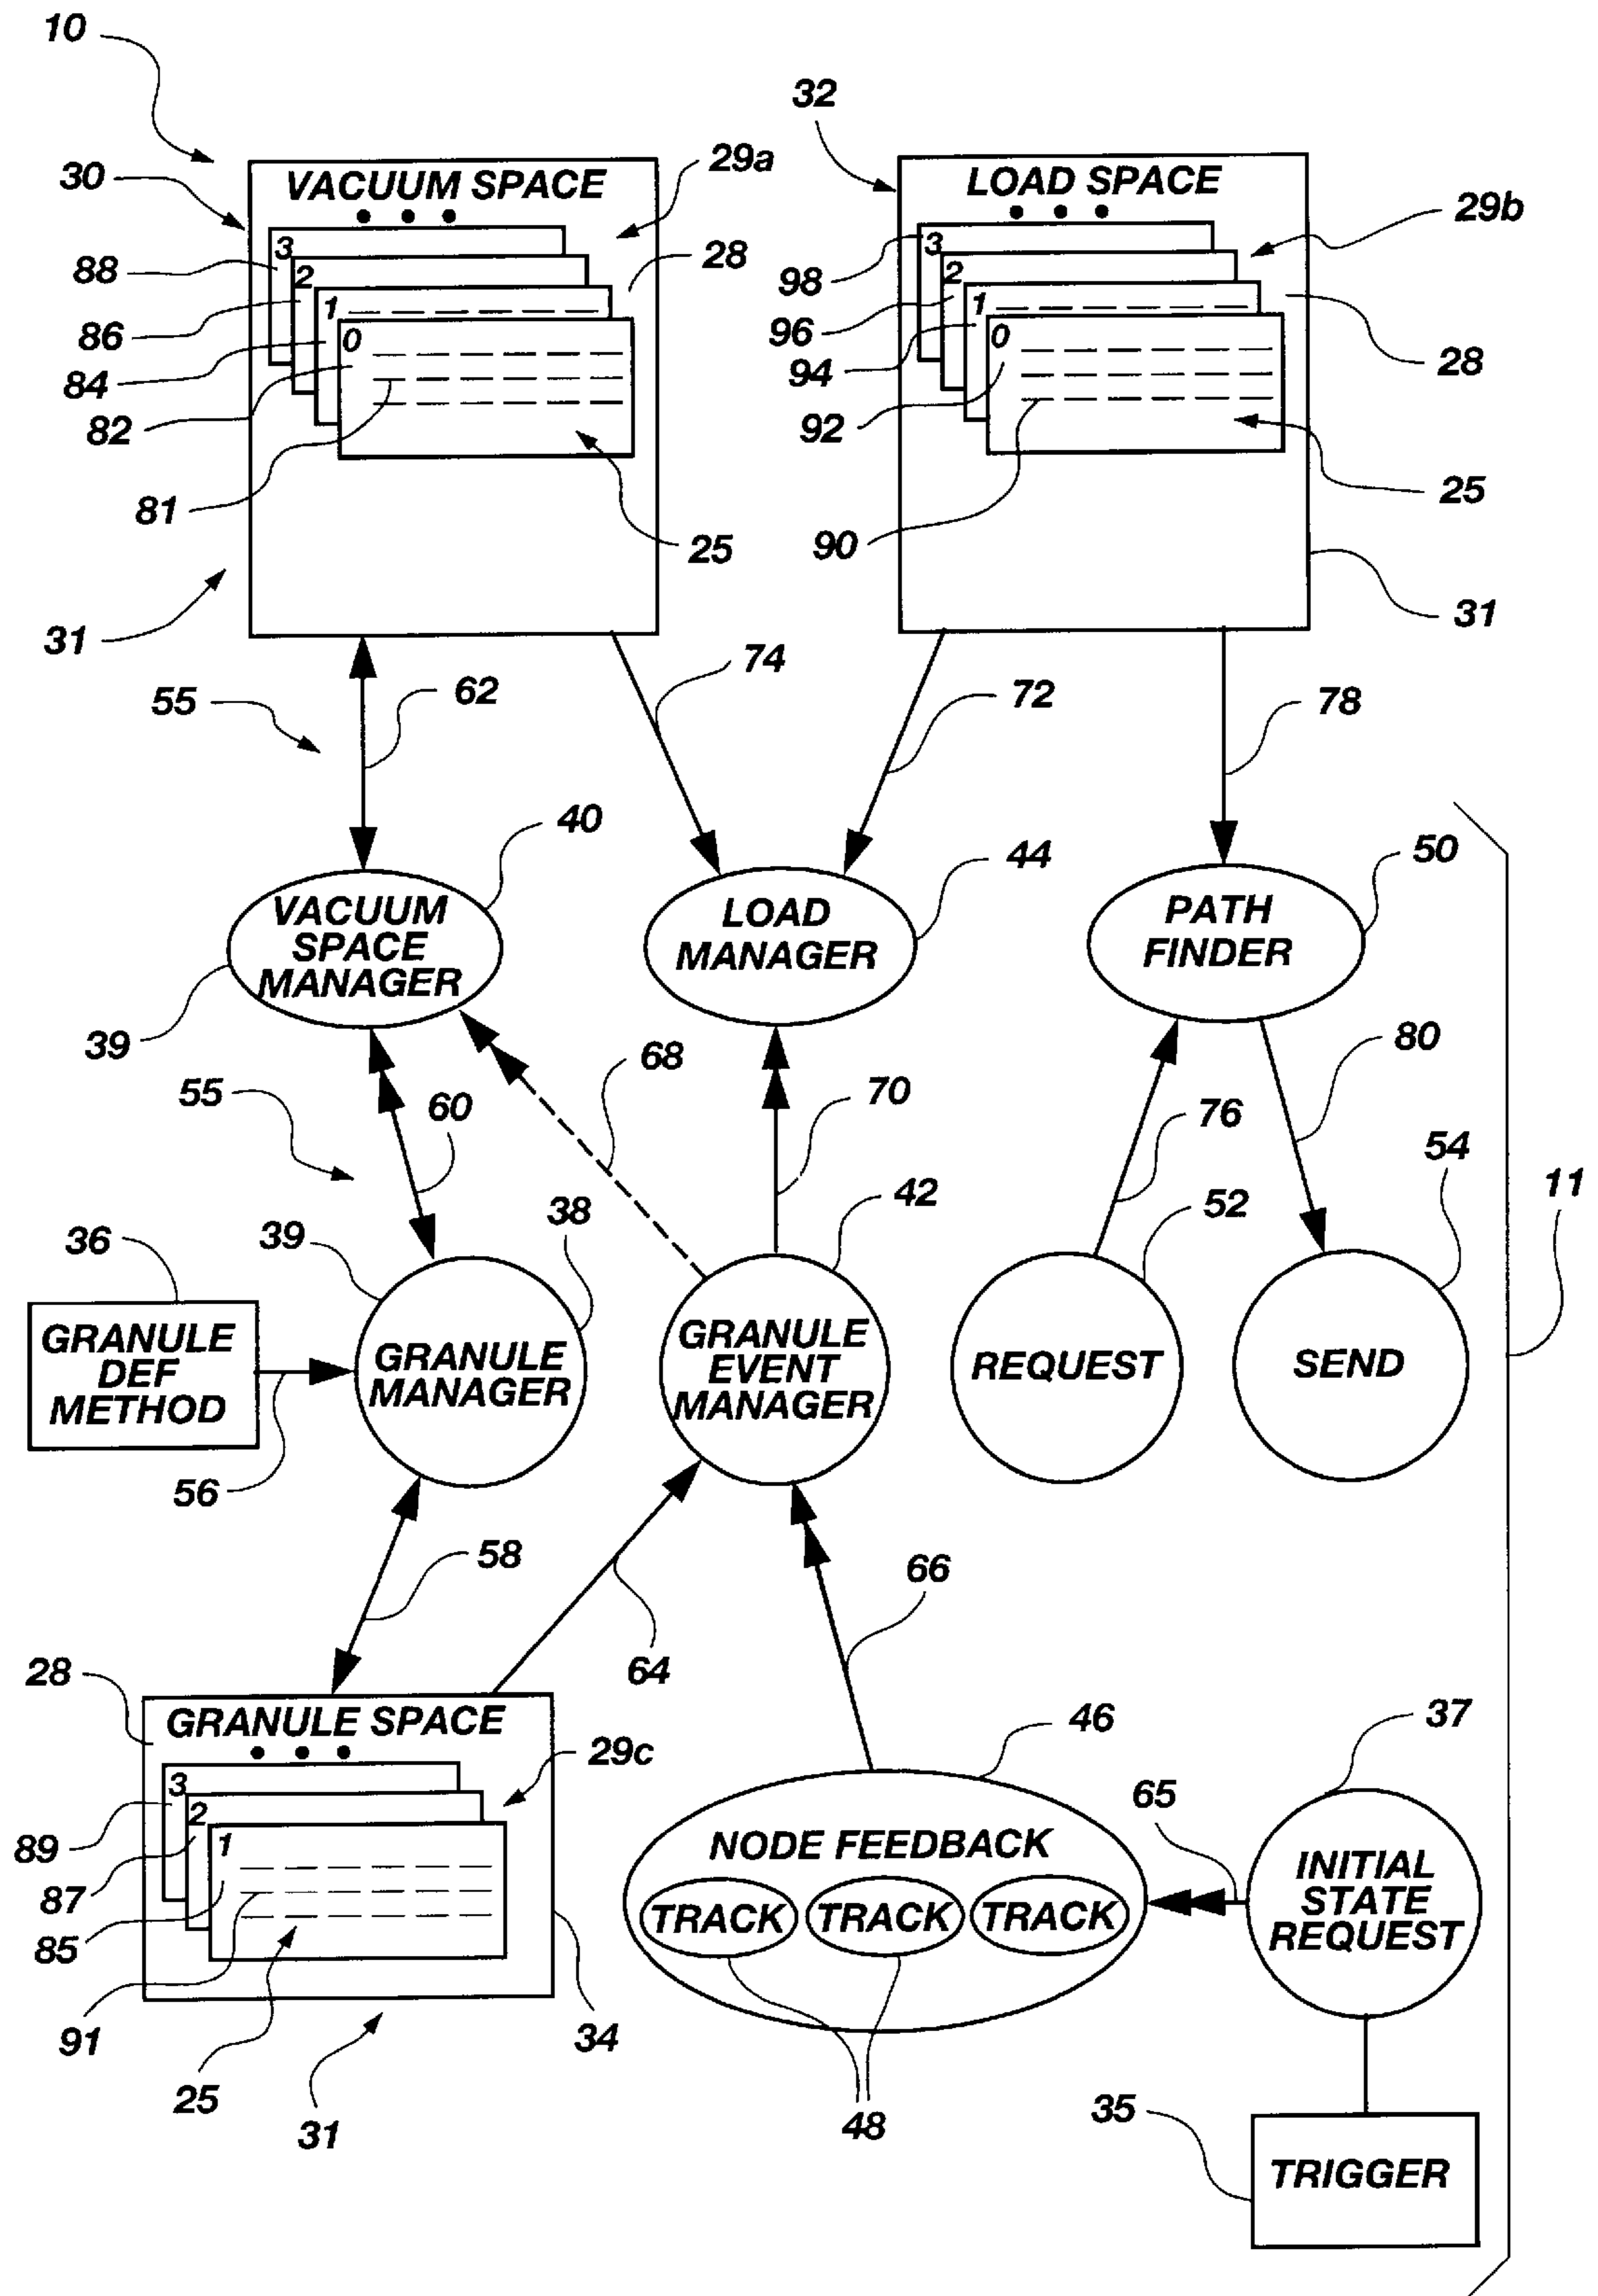 10
32
30
VACUUM SPACE
29a
LOAD SPACE
29b
3
2
1
0
88
86
84
82
81
28
25
31
3
2
1
0
98
96
94
92
90
28
25
31
55
62
74
72
78
40
44
50
VACUUM
SPACE
MANAGER
LOAD
MANAGER
PATH
FINDER
39
68
80
55
60
70
76
54
11
36
39
38
42
52
GRANULE
DEF
METHOD
GRANULE
MANAGER
GRANULE
EVENT
MANAGER
REQUEST
SEND
56
58
66
64
28
GRANULE SPACE
29c
46
37
65
3
2
1
89
87
85
91
25
31
34
NODE FEEDBACK
TRACK
TRACK
TRACK
48
INITIAL
STATE
REQUEST
35
TRIGGER